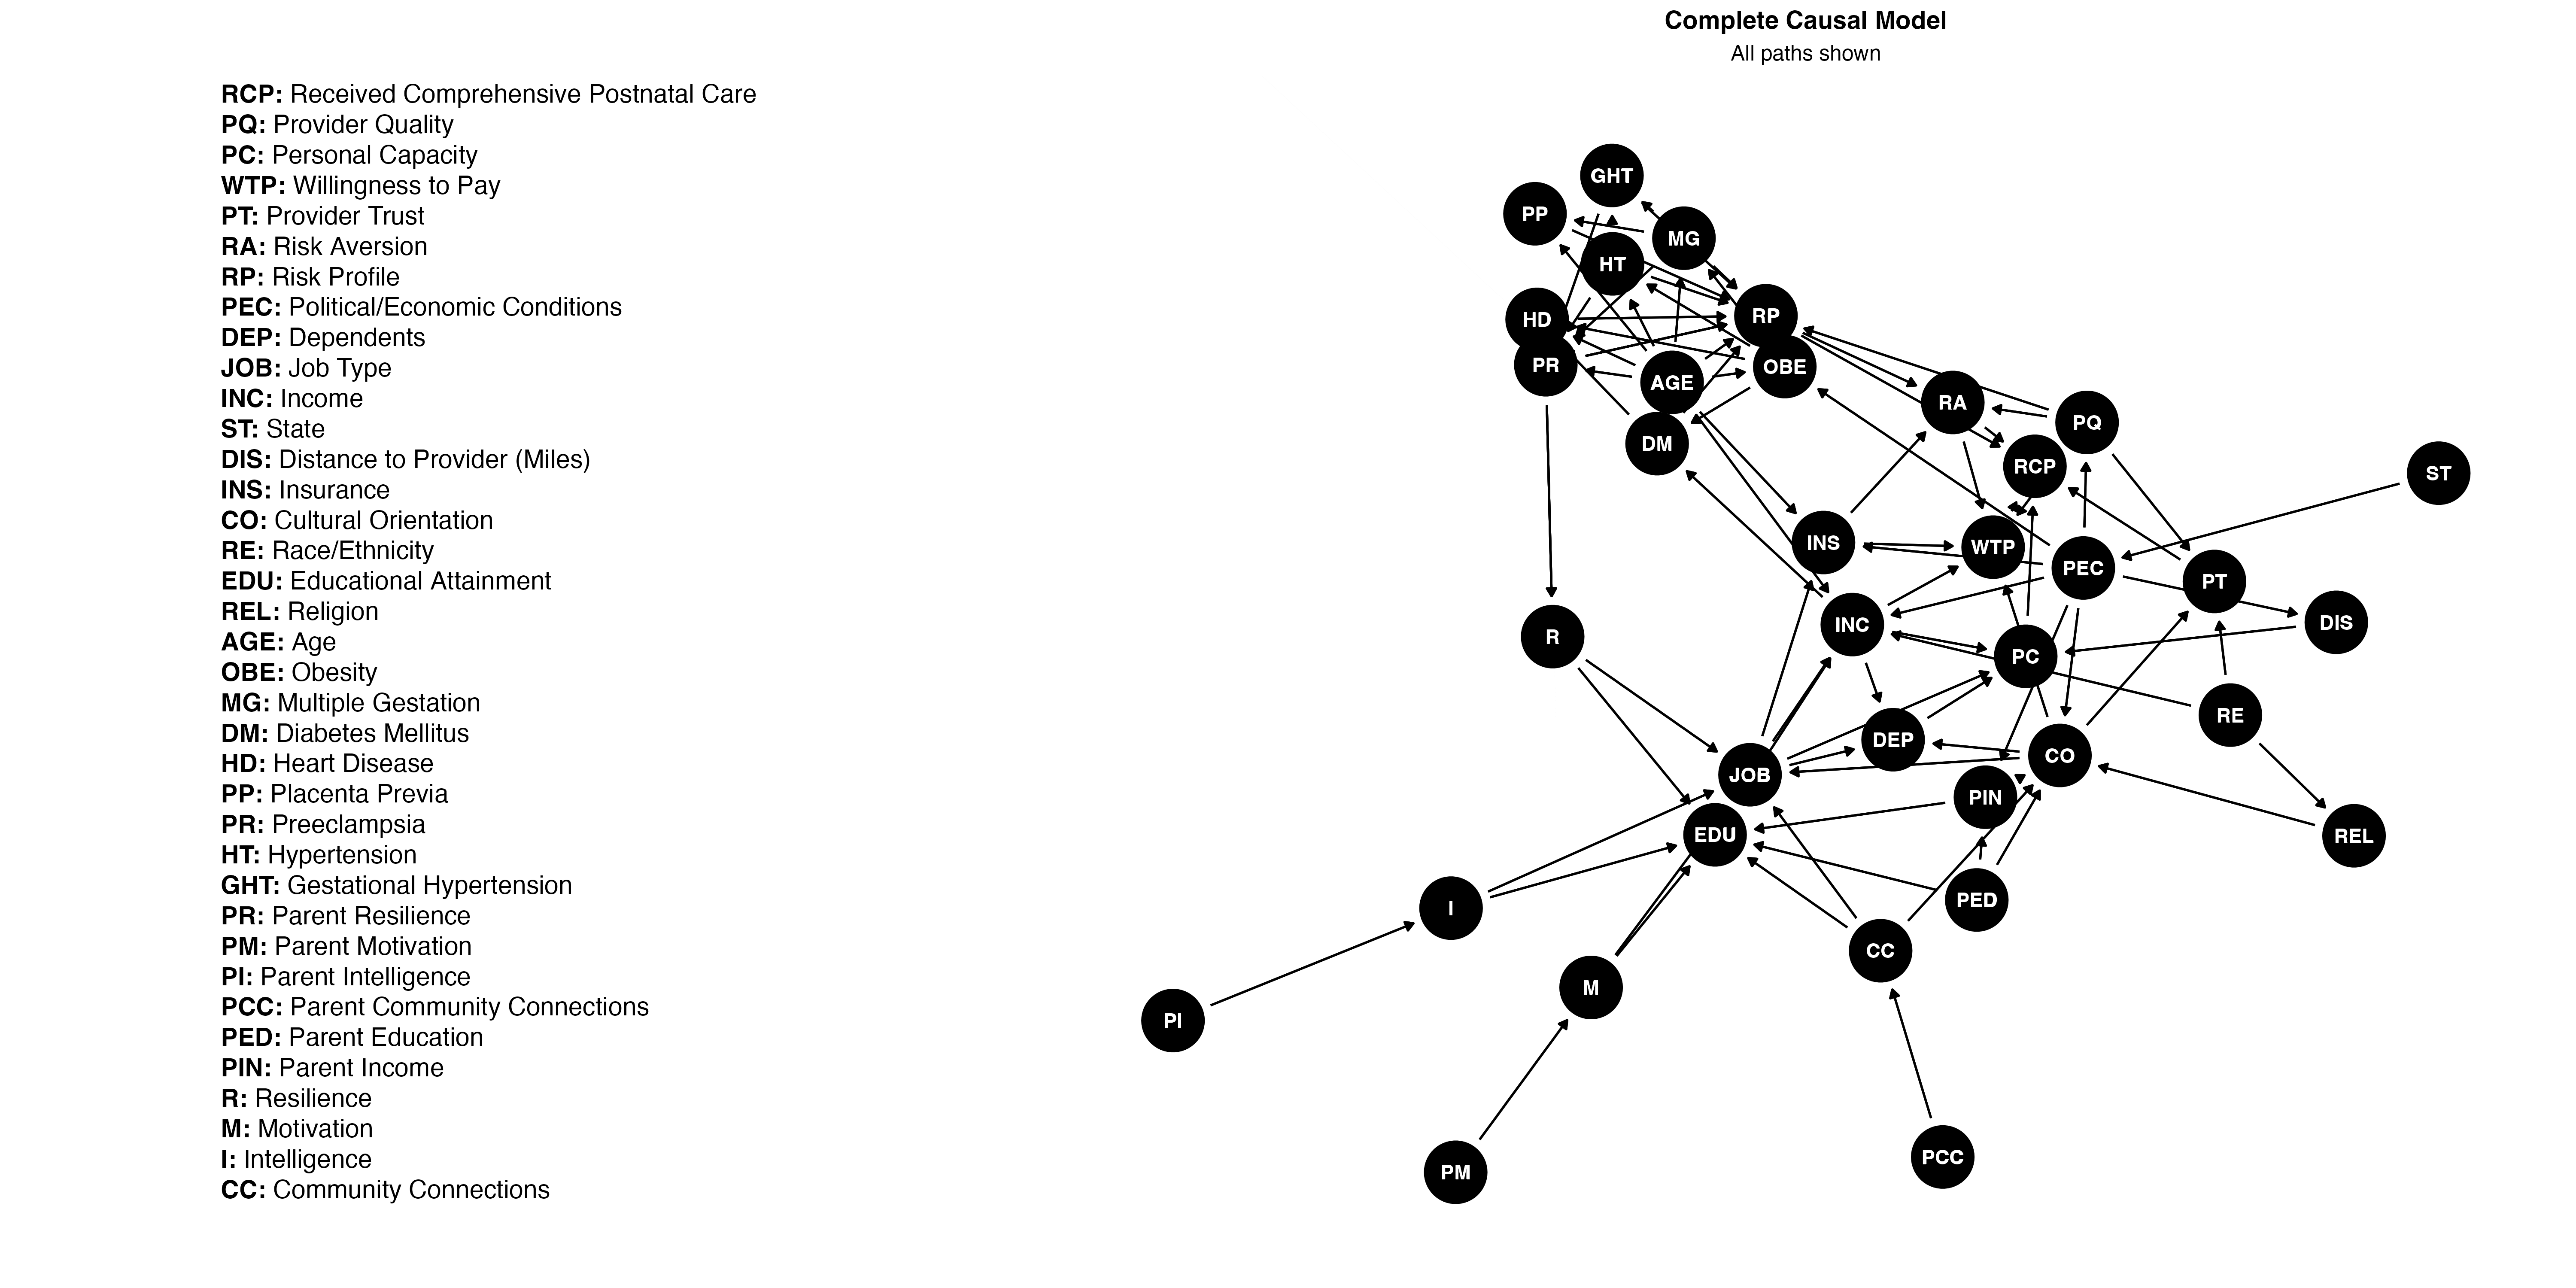 Complete Causal Model
All paths shown
RCP: Received Comprehensive Postnatal Care
PQ: Provider Quality
PC: Personal Capacity
WTP: Willingness to Pay
PT: Provider Trust
RA: Risk Aversion
RP: Risk Profile
PEC: Political/Economic Conditions
DEP: Dependents
JOB: Job Type
INC: Income
ST: State
DIS: Distance to Provider (Miles)
INS: Insurance
CO: Cultural Orientation
RE: Race/Ethnicity
EDU: Educational Attainment
REL: Religion
AGE: Age
OBE: Obesity
MG: Multiple Gestation
DM: Diabetes Mellitus
HD: Heart Disease
PP: Placenta Previa
PR: Preeclampsia
HT: Hypertension
GHT: Gestational Hypertension
PR: Parent Resilience
PM: Parent Motivation
PI: Parent Intelligence
PCC: Parent Community Connections
PED: Parent Education
PIN: Parent Income
R: Resilience
M: Motivation
I: Intelligence
CC: Community Connections
GHT
PP
MG
HT
HD
RP
PR
OBE
AGE
RA
PQ
DM
RCP
ST
INS
WTP
PEC
PT
INC
DIS
R
PC
RE
DEP
CO
JOB
PIN
EDU
REL
PED
I
CC
M
PI
PCC
PM